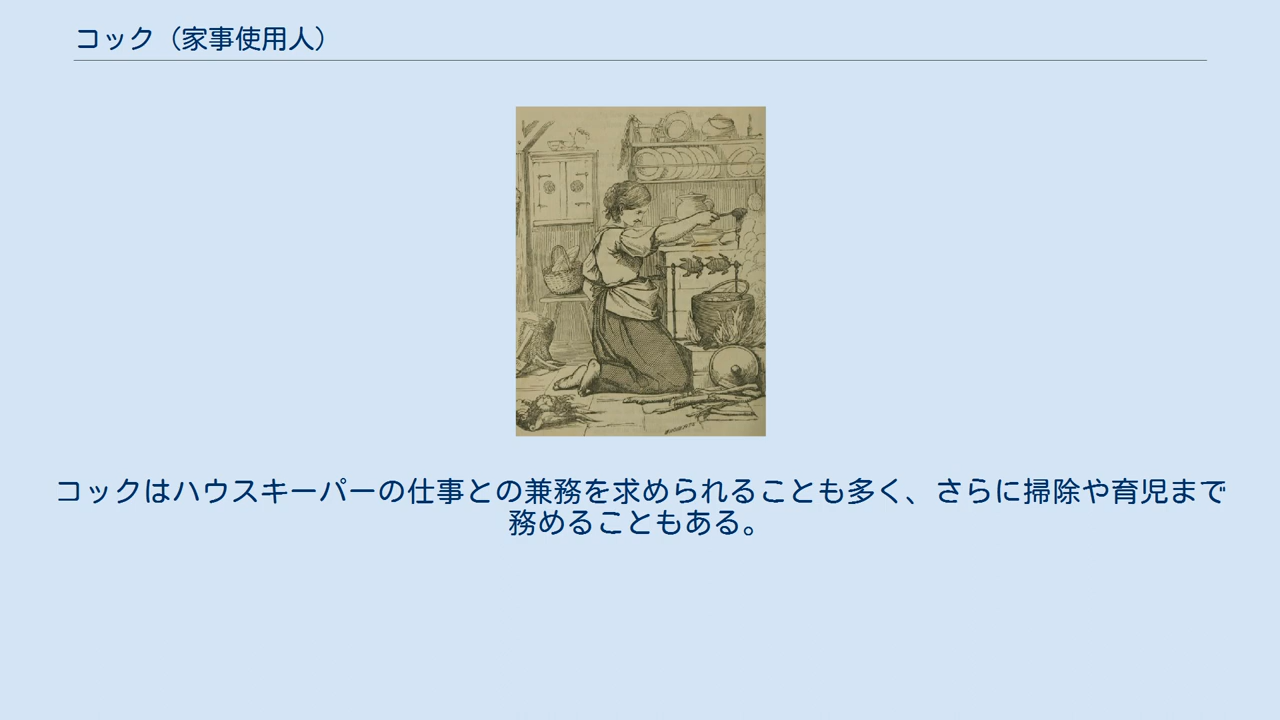 コック（家事使用人）
コックはハウスキーパーの仕事との兼務を求められることも多く、さらに掃除や育児まで
務めることもある。